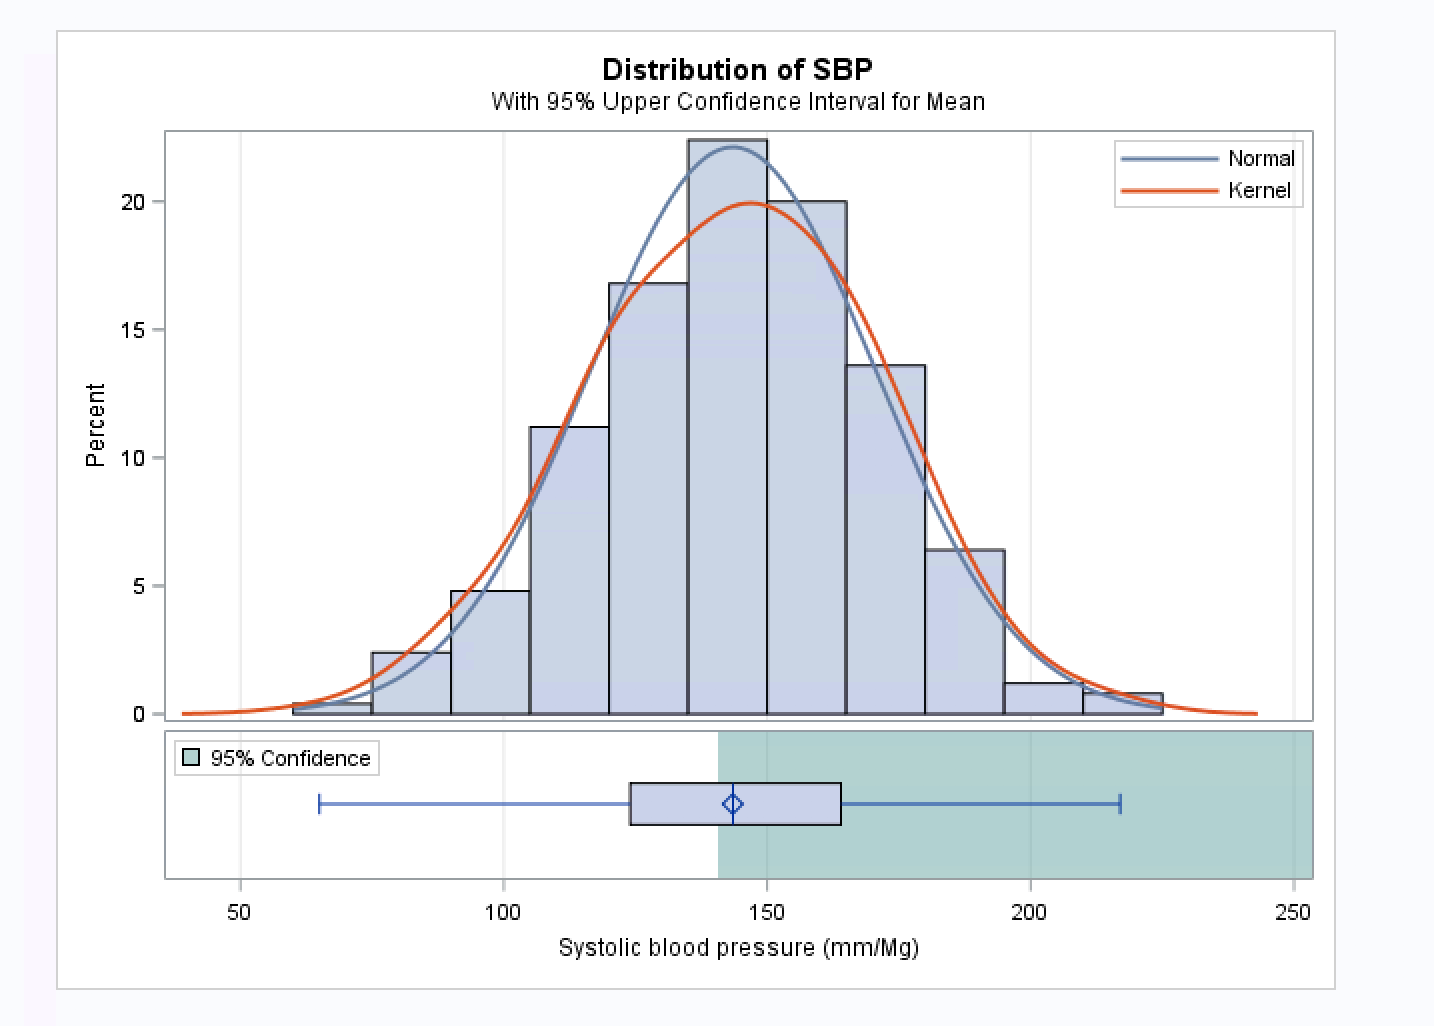 Distribution of SBP
With 95% Upper Confidence Interval for Mean
Normal
Kernel
20
15
10
5
0
Percent
95% Confidence
50 100 150 200 250
Systolic blood pressure (mm/Mg)